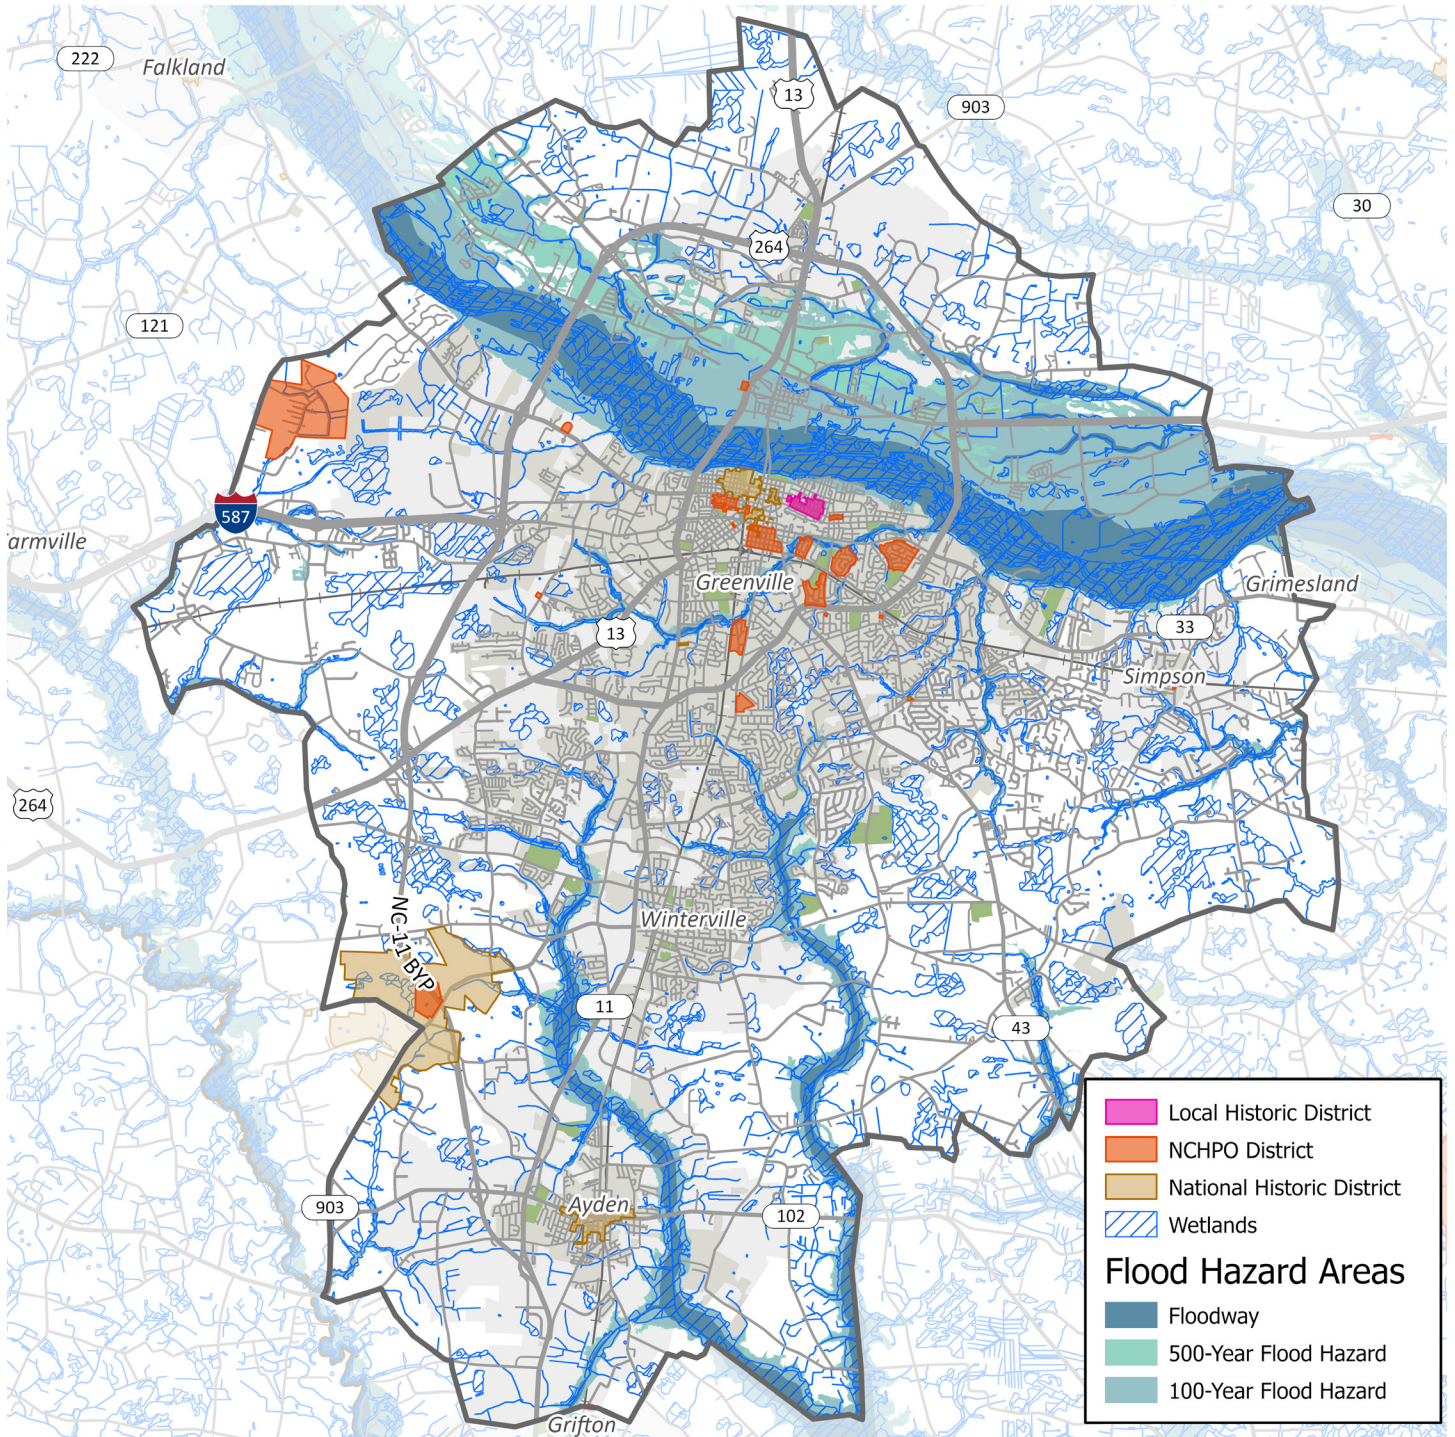 222
Falkland
13
903
30
264
121
587
armville
Greenville
Grimesland
13
33
Simpson
264
NC-11 BYP
Winterville
11
43
903
Ayden
102
Grifton
Local Historic District
NCHPO District
National Historic District
Wetlands
Flood Hazard Areas
Floodway
500-Year Flood Hazard
100-Year Flood Hazard